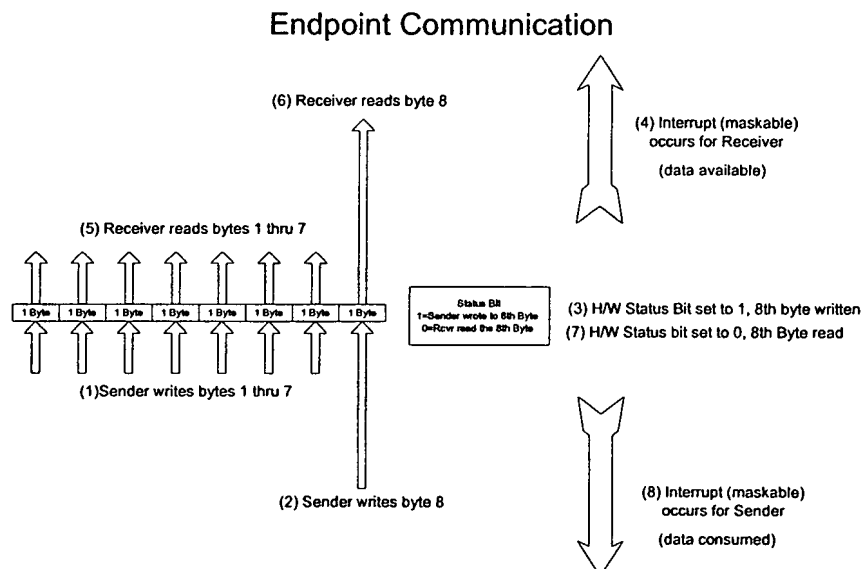 Endpoint Communication
(6) Receiver reads byte 8
(4) Interrupt (maskable)
occurs for Receiver
(data available)
(5) Receiver reads bytes 1 thru 7
1 Byte 1 Byte 1 Byte 1 Byte 1 Byte 1 Byte 1 Byte 1 Byte
Status Bit
1=Sender wrote to 8th Byte
0=Rcvr read the 8th Byte
(3) H/W Status Bit set to 1, 8th byte written
(7) H/W Status bit set to 0, 8th Byte read
(1)Sender writes bytes 1 thru 7
(2) Sender writes byte 8
(8) Interrupt (maskable)
occurs for Sender
(data consumed)